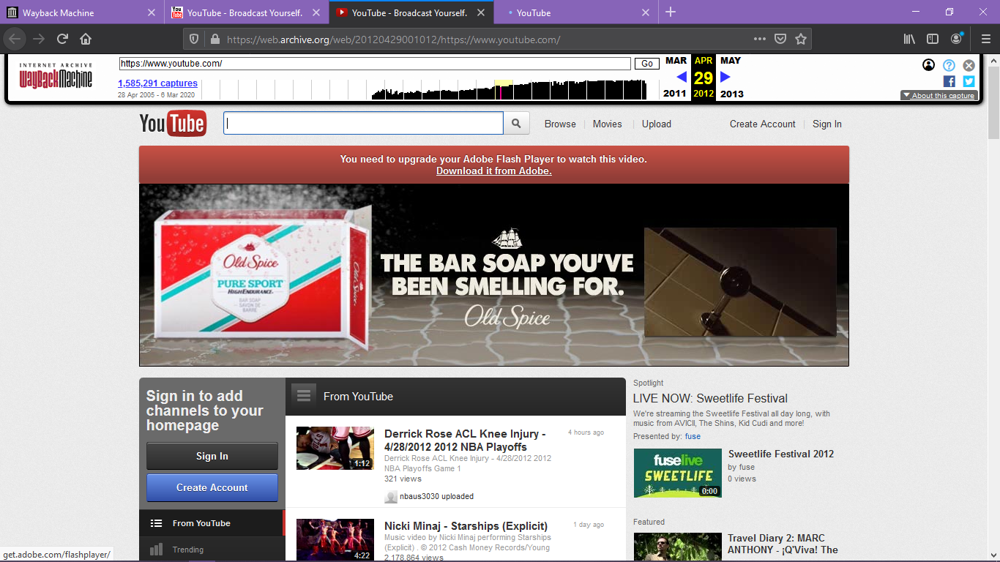 Wayback Machine
YouTube - Broadcast Yourself.
YouTube - Broadcast Yourself.
YouTube
https://web.archive.org/web/20120429001012/https://www.youtube.com/
INTERNET ARCHIVE
WayBackMachine
https://www.youtube.com/
Go
MAR
APR
MAY
1,585,291 captures
29
28 Apr 2005 - 6 Mar 2020
2011
2012
2013
About this capture
YouTube
Browse
Movies
Upload
Create Account
Sign In
You need to upgrade your Adobe Flash Player to watch this video.
Download it from Adobe.
Old Spice
PURE SPORT
HIGH ENDURANCE
BAR SOAP
SAVON DE
BARRE
Old Spice
THE BAR SOAP YOU'VE
BEEN SMELLING FOR.
Old Spice
Sign in to add
channels to your
homepage
Sign In
Create Account
From YouTube
Trending
From YouTube
Derrick Rose ACL Knee Injury -
4/28/2012 2012 NBA Playoffs
4 hours ago
Derrick Rose ACL Knee Injury - 4/28/2012 2012
NBA Playoffs Game 1
321 views
1:12
nbaus3030 uploaded
Nicki Minaj - Starships (Explicit)
1 day ago
Music video by Nicki Minaj performing Starships
(Explicit) . © 2012 Cash Money Records/Young
2,178,864 views
4:22
Spotlight
LIVE NOW: Sweetlife Festival
We're streaming the Sweetlife Festival all day long, with
music from AVICII, The Shins, Kid Cudi and more!
Presented by: fuse
fuselive
SWEETLIFE
0:00
Sweetlife Festival 2012
by fuse
0 views
Featured
Travel Diary 2: MARC
ANTHONY - ¡Q'Viva! The
get.adobe.com/flashplayer/